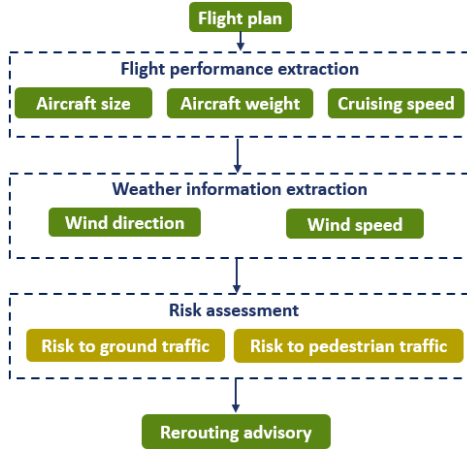 Flight plan
Flight performance extraction
Aircraft size
Aircraft weight
Cruising speed
Weather information extraction
Wind direction
Wind speed
Risk assessment
Risk to ground traffic
Risk to pedestrian traffic
Rerouting advisory